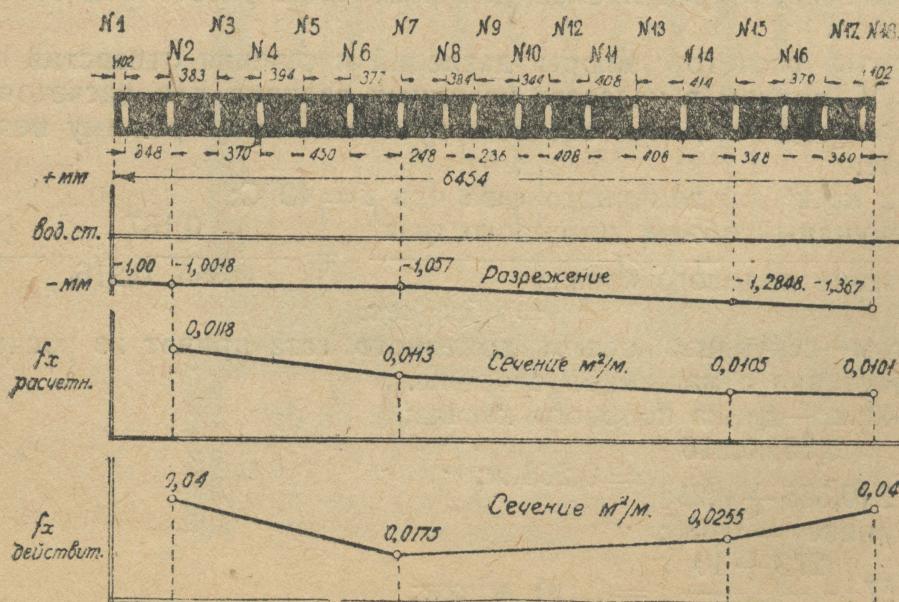 N1 N3 N5 N7 N9 N12 N13 N15 N17 N18
N2 N4 N6 N8 N10 N11 N14 N16
102 383 394 377 384 344 408 414 370 102
348 370 430 248 236 408 406 348 360
+мм 6454
Вод.ст.
-мм -1,00 -1,0018 -1,057 Разрежение -1,2848 -1,367
0,0118
fx расчетн. 0,0113 Сечение м²/м. 0,0105 0,0101
0,04 Сечение м²/м. 0,04
fx действит. 0,0175 0,0255